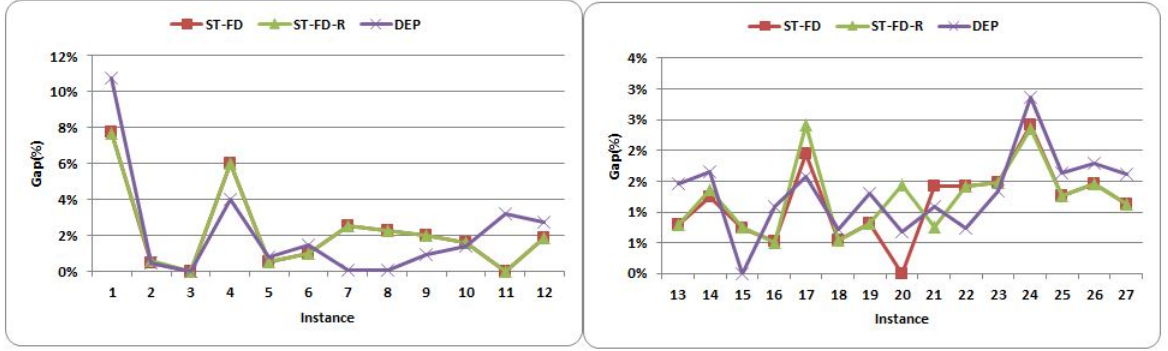 ST-FD ST-FD-R DEP
12%
10%
8%
6%
4%
2%
0%
Gap(%)
1 2 3 4 5 6 7 8 9 10 11 12
Instance
ST-FD ST-FD-R DEP
4%
3%
3%
2%
2%
1%
1%
0%
Gap(%)
13 14 15 16 17 18 19 20 21 22 23 24 25 26 27
Instance